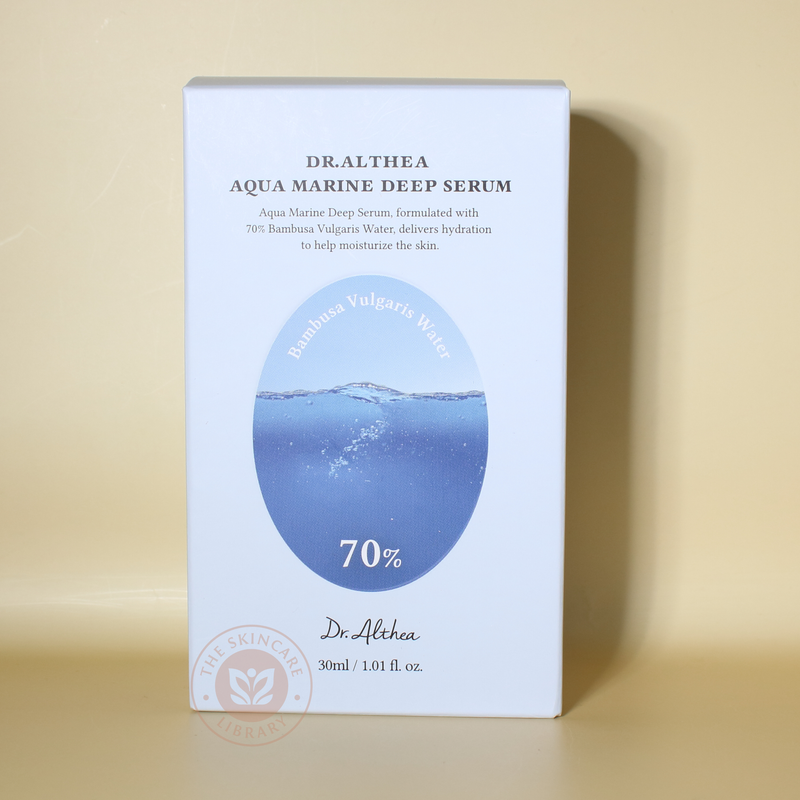 DR.ALTHEA
AQUA MARINE DEEP SERUM
Aqua Marine Deep Serum, formulated with
70% Bambusa Vulgaris Water, delivers hydration
to help moisturize the skin.
Bambusa Vulgaris Water
70%
Dr. Althea
30ml / 1.01 fl. oz.
THE SKINCARE
LIBRARY